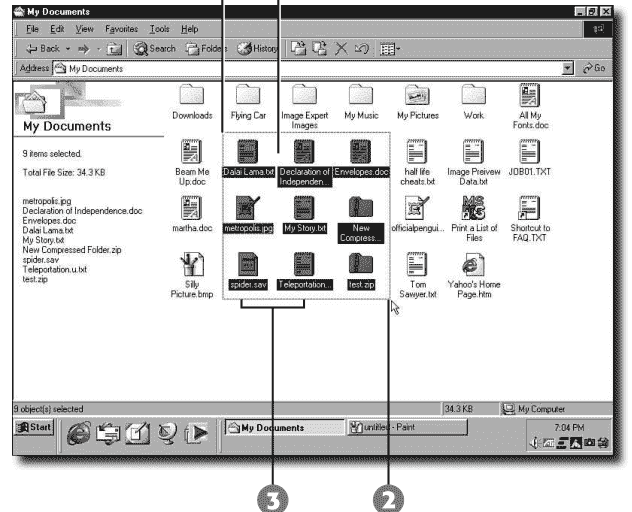 My Documents
File Edit View Favorites Tools Help
Back Search Folders History
Address My Documents Go
My Documents
9 items selected.
Total File Size: 34.3 KB
metropolis.jpg
Declaration of Independence.doc
Envelopes.doc
Dalai Lama.txt
My Story.txt
New Compressed Folder.zip
spider.sav
Teleportation.u.txt
test.zip
Downloads Flying Car Image Expert Images My Music My Pictures Work All My Fonts.doc
Beam Me Up.doc Dalai Lama.txt Declaration of Independen... Envelopes.doc half life cheats.txt Image Preivew Data.txt JOB01.TXT
martha.doc metropolis.jpg My Story.txt New Compress... officialpengui... Print a List of Files Shortcut to FAQ.TXT
Silly Picture.bmp spider.sav Teleportation... test.zip Tom Sawyer.txt Yahoo's Home Page.htm
9 object(s) selected 34.3 KB My Computer
Start My Documents untitled - Paint 7:04 PM
3 2